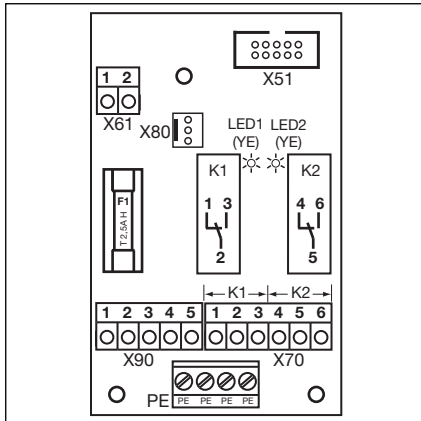 X51
1 2
X61
X80
LED1 LED2
(YE) (YE)
K1
1 3
2
K2
4 6
5
F1
T 2,5A H
K1 K2
1 2 3 4 5
X90
1 2 3 4 5 6
X70
PE
PE PE PE PE